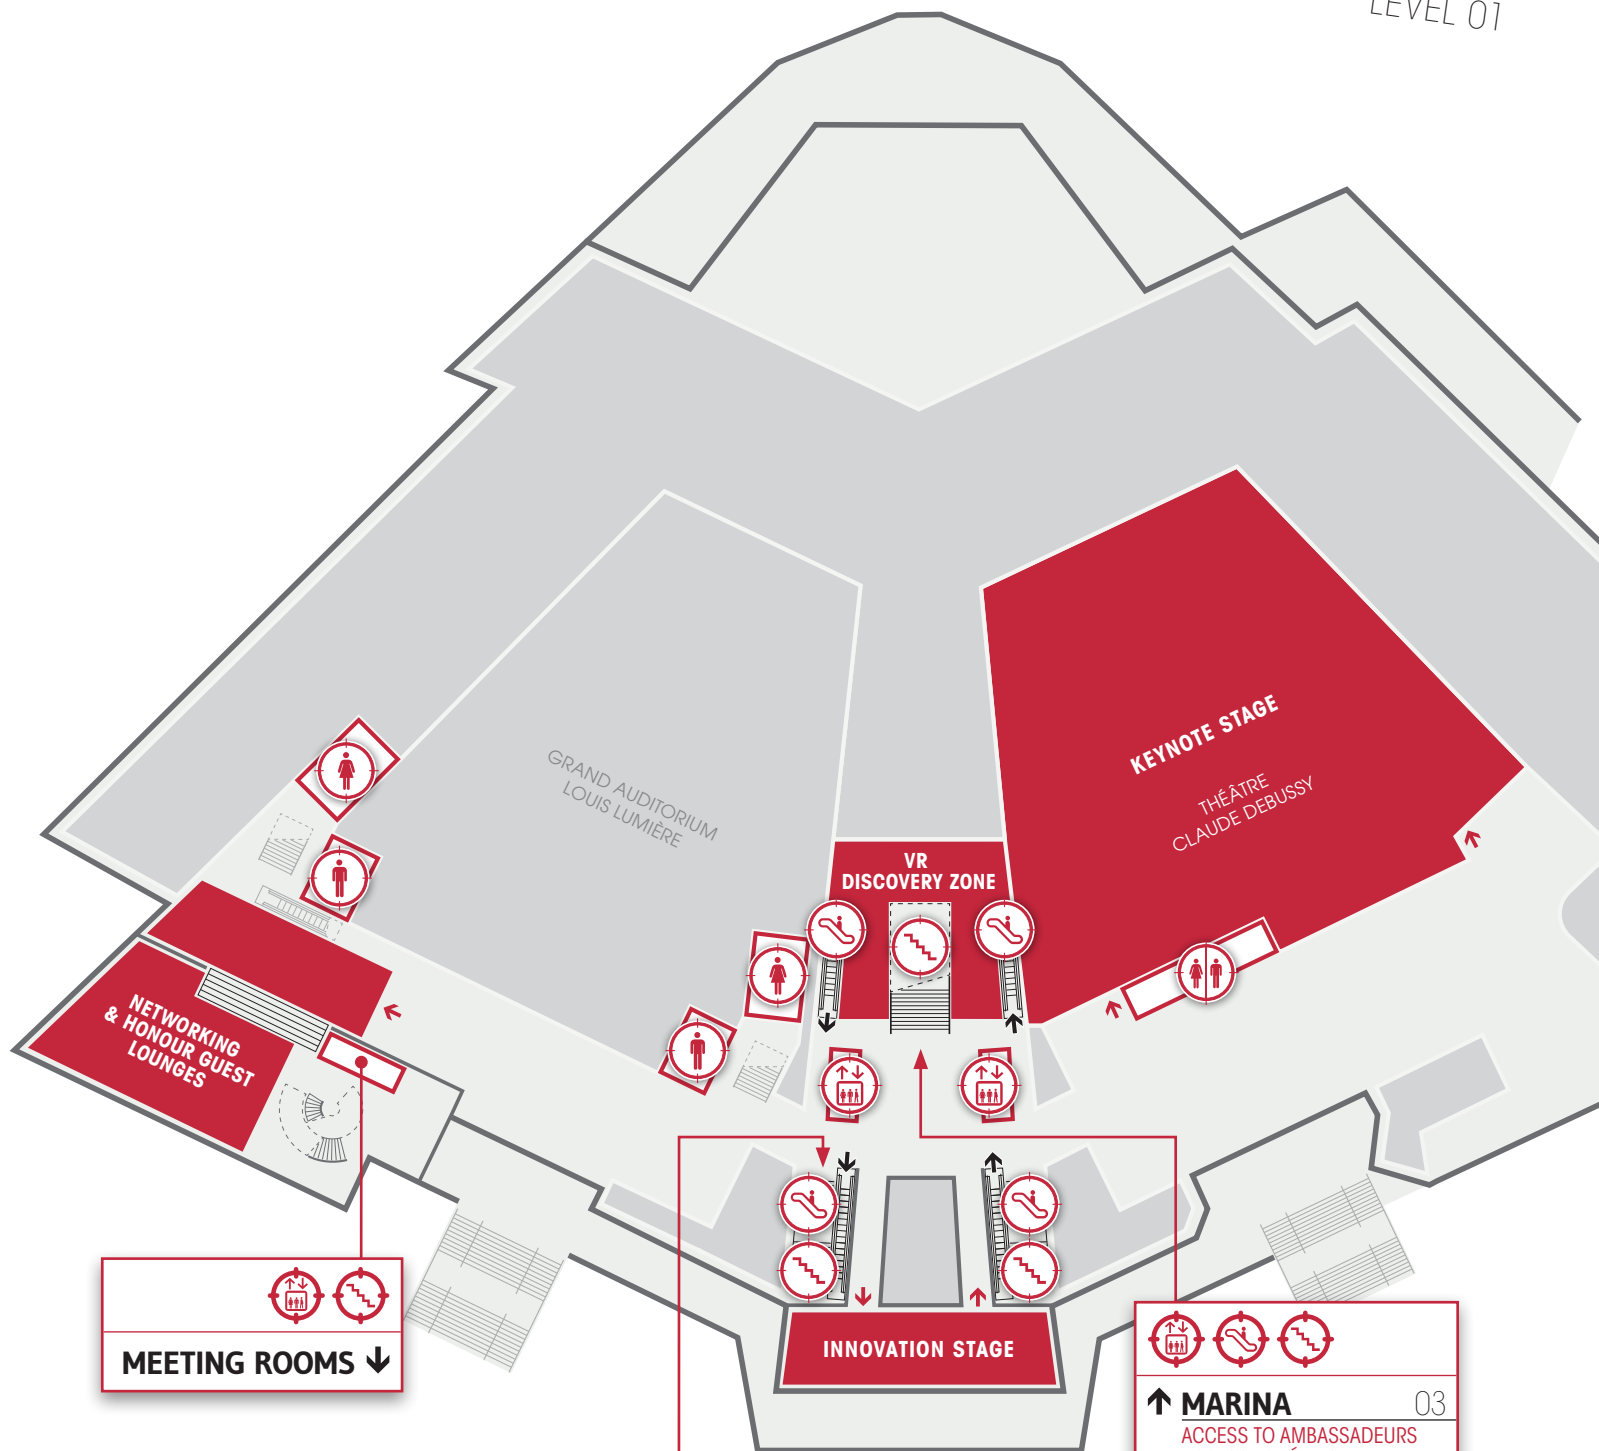 LEVEL 01
KEYNOTE STAGE
THÉÂTRE
CLAUDE DEBUSSY
GRAND AUDITORIUM
LOUIS LUMIÈRE
VR
DISCOVERY ZONE
NETWORKING
& HONOUR GUEST
LOUNGES
INNOVATION STAGE
MEETING ROOMS
MARINA 03
ACCESS TO AMBASSADEURS